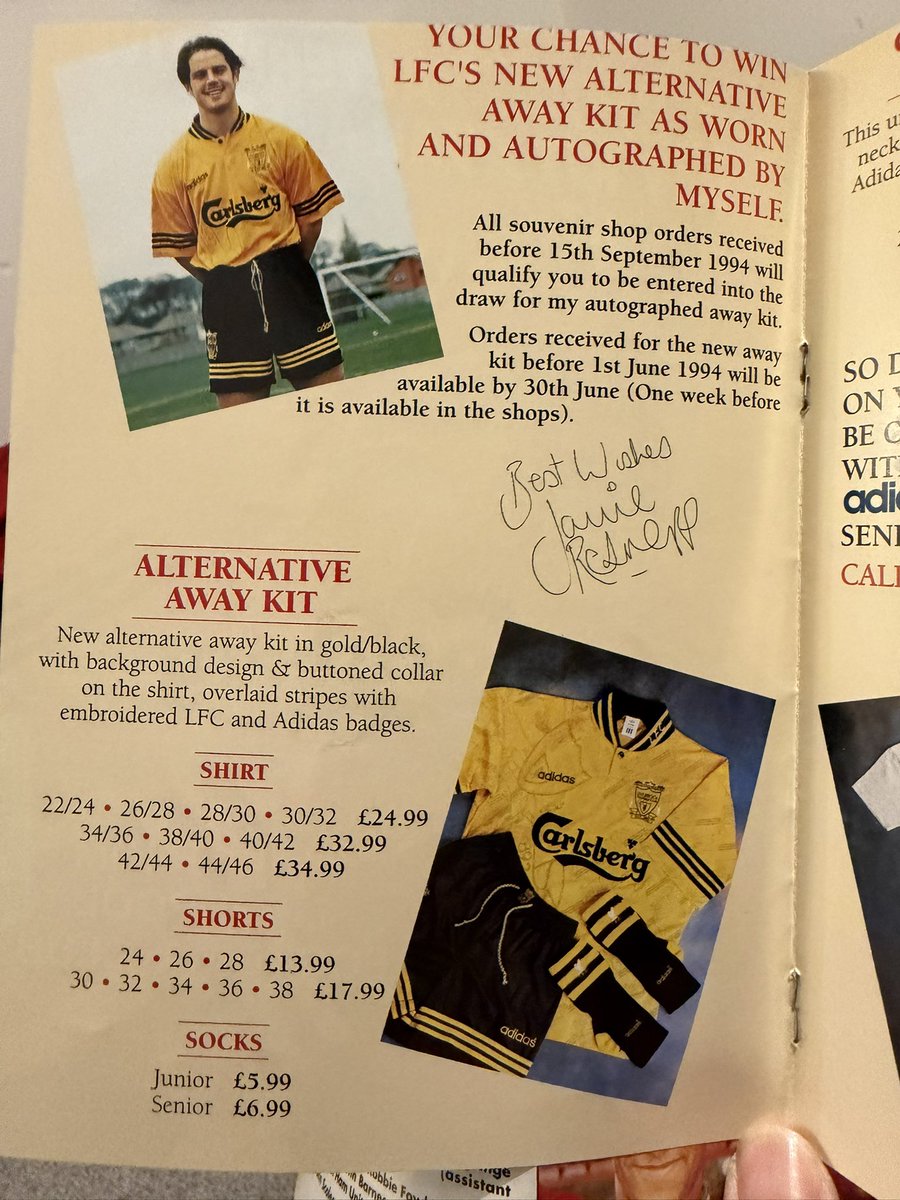 YOUR CHANCE TO WIN
LFC'S NEW ALTERNATIVE
AWAY KIT AS WORN
AND AUTOGRAPHED BY
MYSELF.
All souvenir shop orders received
before 15th September 1994 will
qualify you to be entered into the
draw for my autographed away kit.
Orders received for the new away
kit before 1st June 1994 will be
available by 30th June (One week before
it is available in the shops).
Best Wishes
Jamie
Redknapp
adidas
Carlsberg
adidas
ALTERNATIVE
AWAY KIT
New alternative away kit in gold/black,
with background design & buttoned collar
on the shirt, overlaid stripes with
embroidered LFC and Adidas badges.
SHIRT
22/24 • 26/28 • 28/30 • 30/32 £24.99
34/36 • 38/40 • 40/42 £32.99
42/44 • 44/46 £34.99
SHORTS
24 • 26 • 28 £13.99
30 • 32 • 34 • 36 • 38 £17.99
SOCKS
Junior £5.99
Senior £6.99
adidas
Carlsberg
adidas
adidas
adidas
This
neck
SO
ON
BE
(assistant